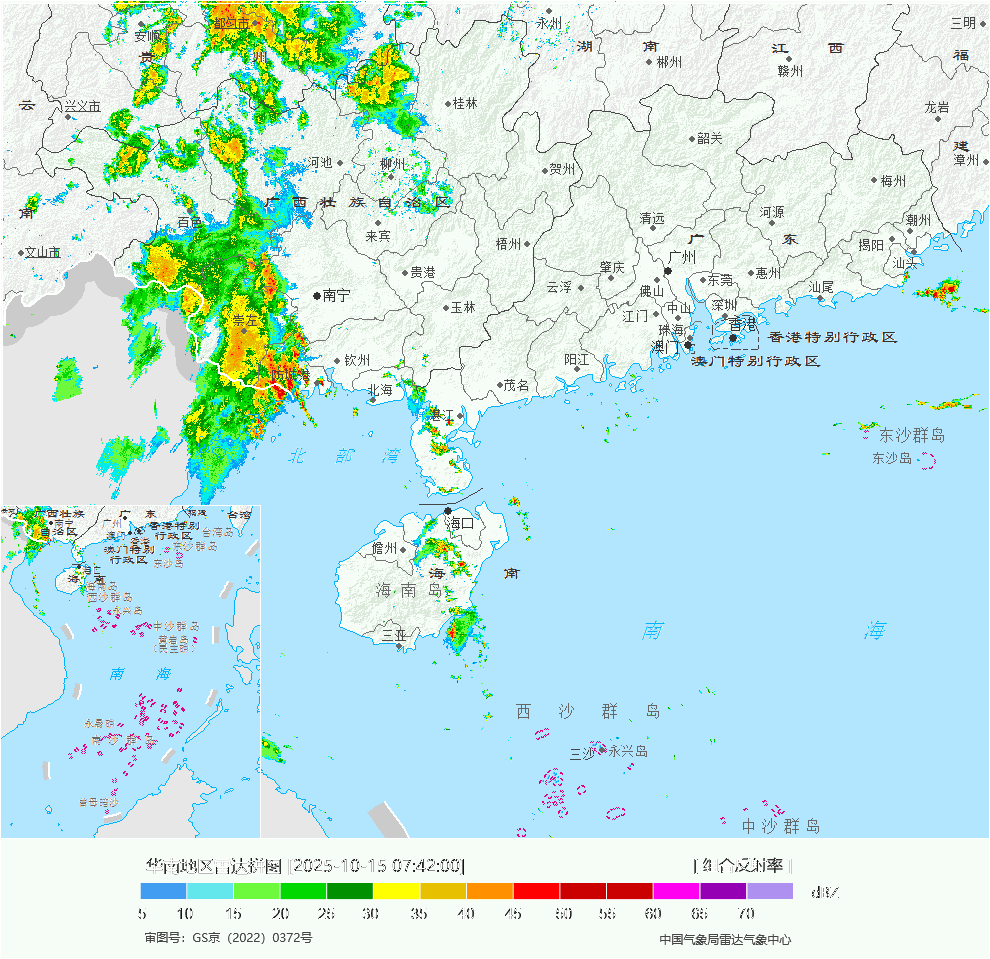 永州
三明
都匀市
安顺
湖 南
江 西
福
贵 州
郴州
赣州
云
兴义市
桂林
龙岩
韶关
建
河池
柳州
贺州
漳州
梅州
广 西 壮 族 自 治 区
南
清远
河源
潮州
来宾
梧州
广 东
揭阳
文山市
广州
汕头
贵港
肇庆
惠州
南宁
云浮
佛山
东莞
汕尾
玉林
江门
中山
深圳
崇左
珠海
香港
香港特别行政区
澳门
澳门特别行政区
钦州
阳江
茂名
北海
东沙群岛
北 部 湾
东沙岛
海口
儋州
海 南
海 南 岛
三亚
南 海
西 沙 群 岛
三沙
永兴岛
中 沙 群 岛
广西壮族
自治区
南宁
广 东
广州
台湾
香港特别
行政区
澳门特别
行政区
台湾岛
东沙群岛
东沙岛
海 南
西沙群岛
永兴岛
中沙群岛
黄岩岛
南 海
永暑礁
南 沙 群 岛
曾母暗沙
华南地区雷达拼图 [2025-10-15 07:42:00]
[ 组合反射率 ]
dBZ
5 10 15 20 25 30 35 40 45 50 55 60 65 70
审图号：GS京（2022）0372号
中国气象局雷达气象中心